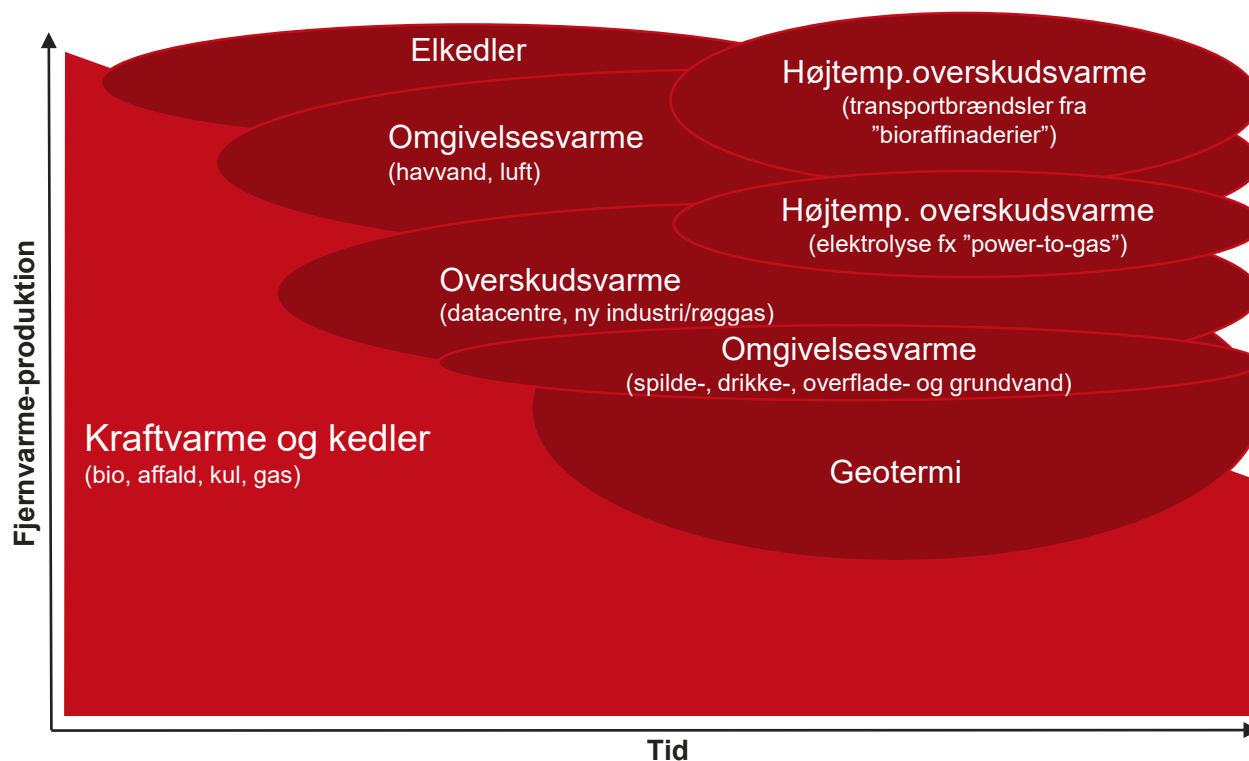 Elkedler
Højtemp.overskudsvarme
(transportbrændsler fra
”bioraffinaderier”)
Omgivelsesvarme
(havvand, luft)
Højtemp. overskudsvarme
(elektrolyse fx ”power-to-gas”)
Overskudsvarme
(datacentre, ny industri/røggas)
Omgivelsesvarme
(spilde-, drikke-, overflade- og grundvand)
Kraftvarme og kedler
(bio, affald, kul, gas)
Geotermi
Fjernvarme-produktion
Tid